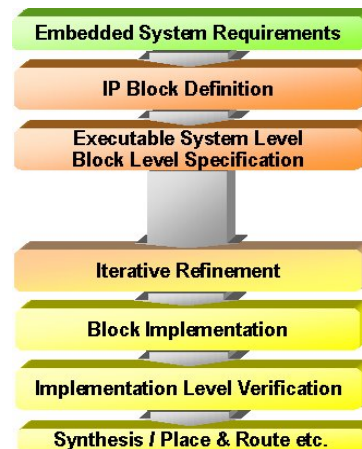 Embedded System Requirements
IP Block Definition
Executable System Level
Block Level Specification
Iterative Refinement
Block Implementation
Implementation Level Verification
Synthesis / Place & Route etc.